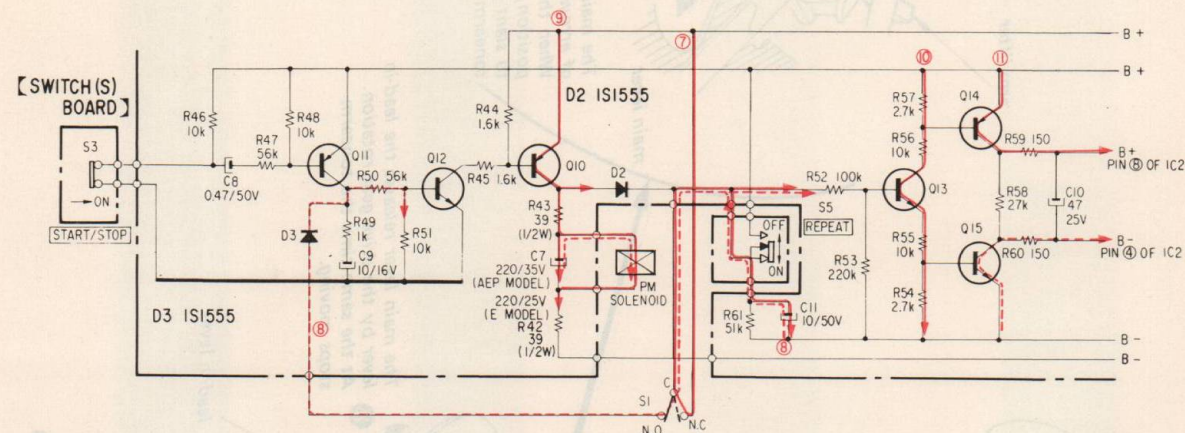 【SWITCH(S)
BOARD】
S3
→ON
START/STOP
R46
10k
C8
0.47/50V
R47
56k
R48
10k
Q11
R50 56k
R49
1k
C9
10/16V
R51
10k
Q12
D3
D3 1S1555
⑧
R44
1.6k
R45 1.6k
D2 1S1555
⑨
Q10
D2
R43
39
(1/2W)
C7
220/35V
(AEP MODEL)
220/25V
(E MODEL)
R42
39
(1/2W)
PM
SOLENOID
⑦
S1
C
N.O
N.C
S5
REPEAT
OFF
ON
R61
51k
C11
10/50V
⑧
R52 100k
R53
220k
⑩
R57
2.7k
R56
10k
Q13
R55
10k
R54
2.7k
⑪
Q14
R59 150
R58
27k
C10
47
25V
Q15
R60 150
B+
B+
B+
PIN ⑧ OF IC2
B-
PIN ④ OF IC2
B-
B-